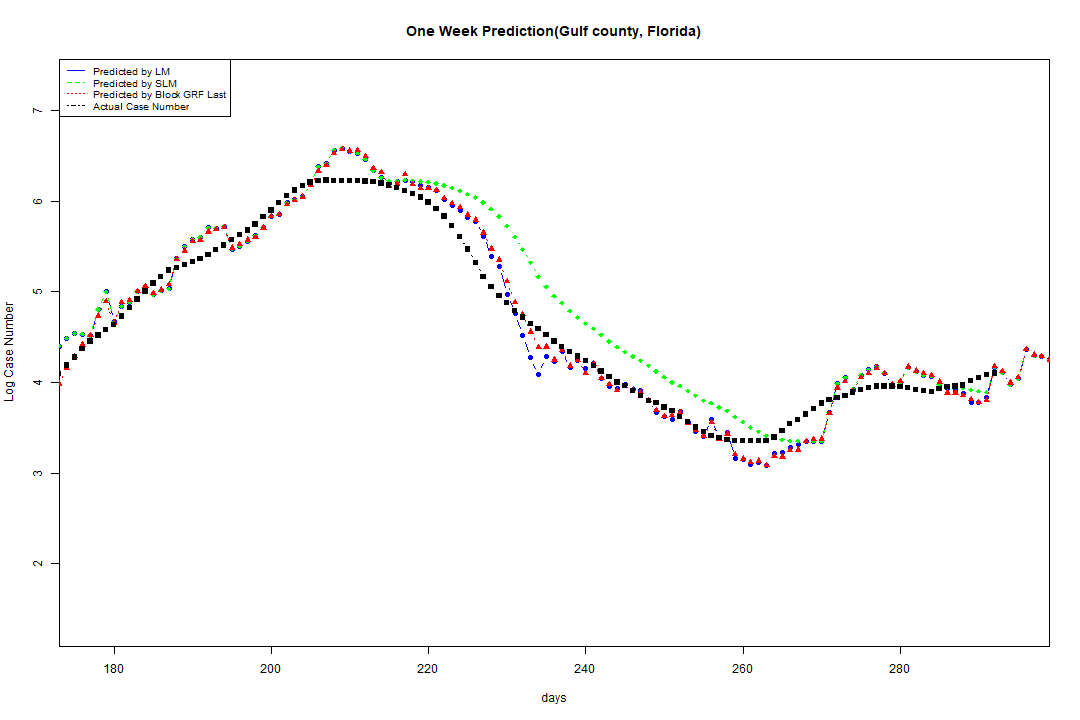 One Week Prediction(Gulf county, Florida)
Predicted by LM
Predicted by SLM
Predicted by Block GRF Last
Actual Case Number
7
6
5
4
3
2
Log Case Number
180 200 220 240 260 280
days